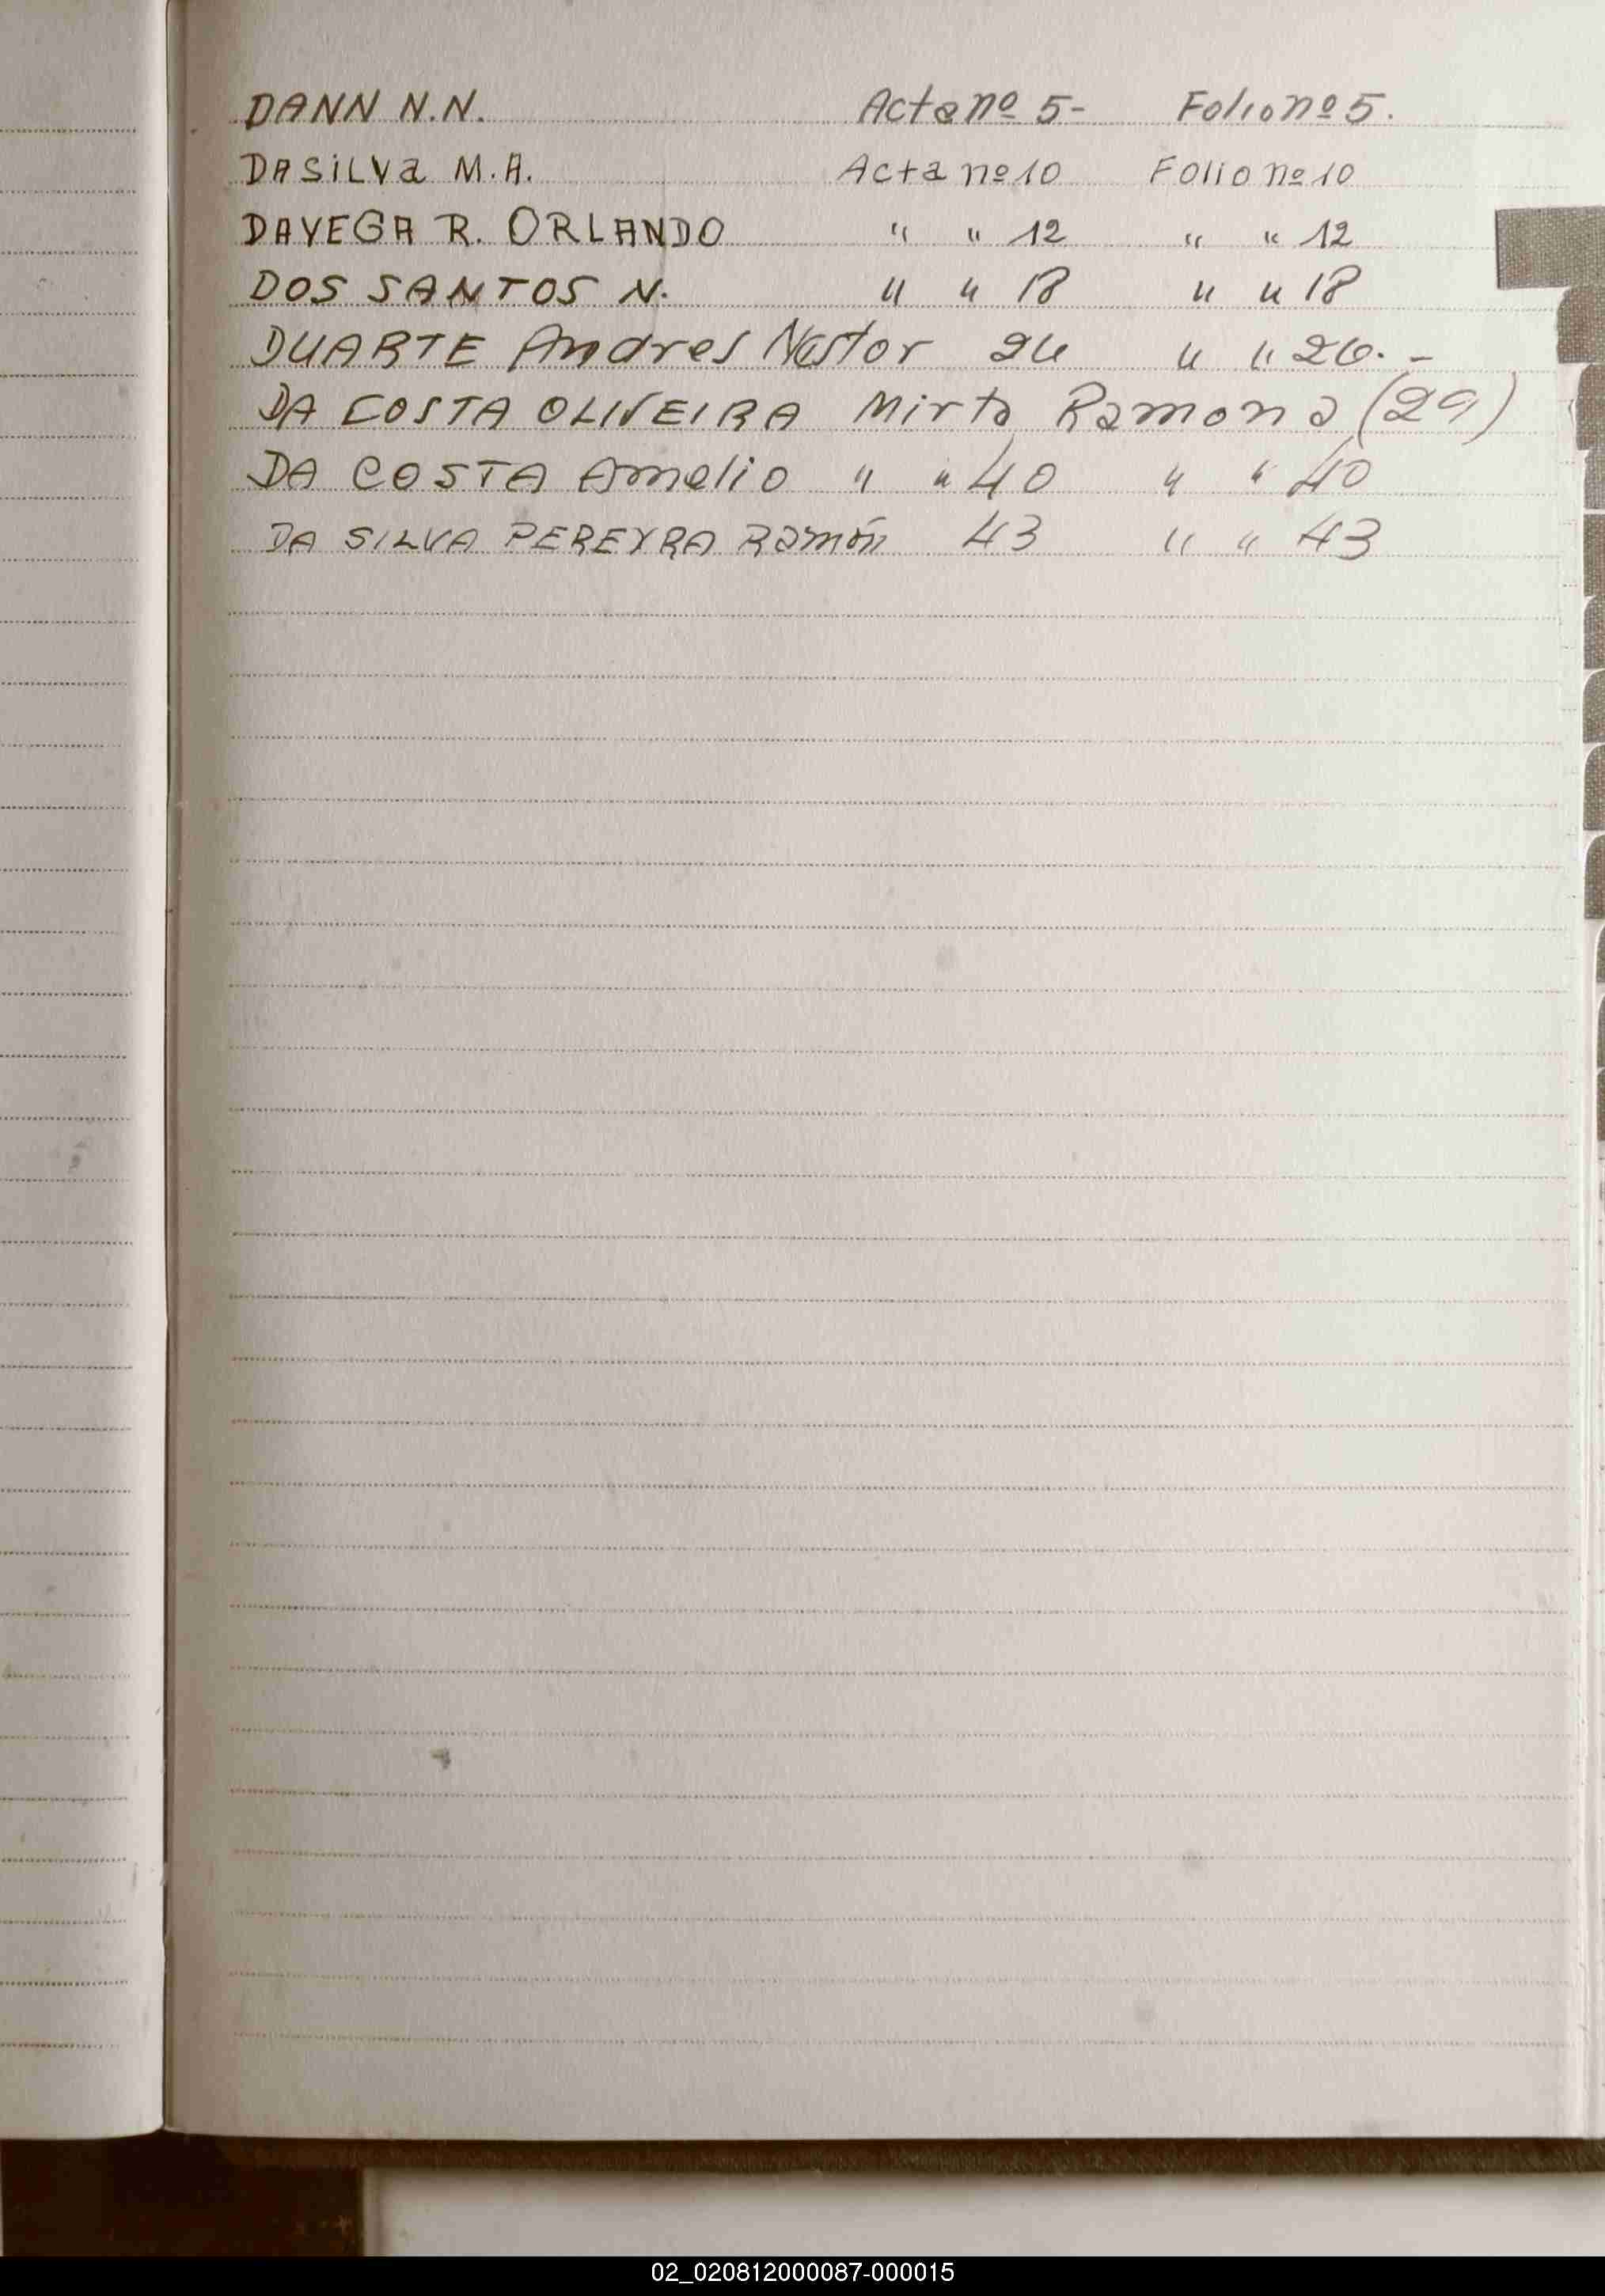 DANN N.N. Acta nº 5- Folio nº 5.
DASiLVa M.A. Acta nº 10 Folio nº 10
DAVEGA R. ORLANDO " " 12 " " 12
DOS SANTOS N. " " 18 " " 18
DUARTE Andres Nestor 26 " " 26.-
DA COSTA OLIVEIRA Mirta Ramona (29)
DA COSTA Amelio " " 40 " " 40
DA SILVA PEREYRA Ramón 43 " " 43
02_020812000087-000015